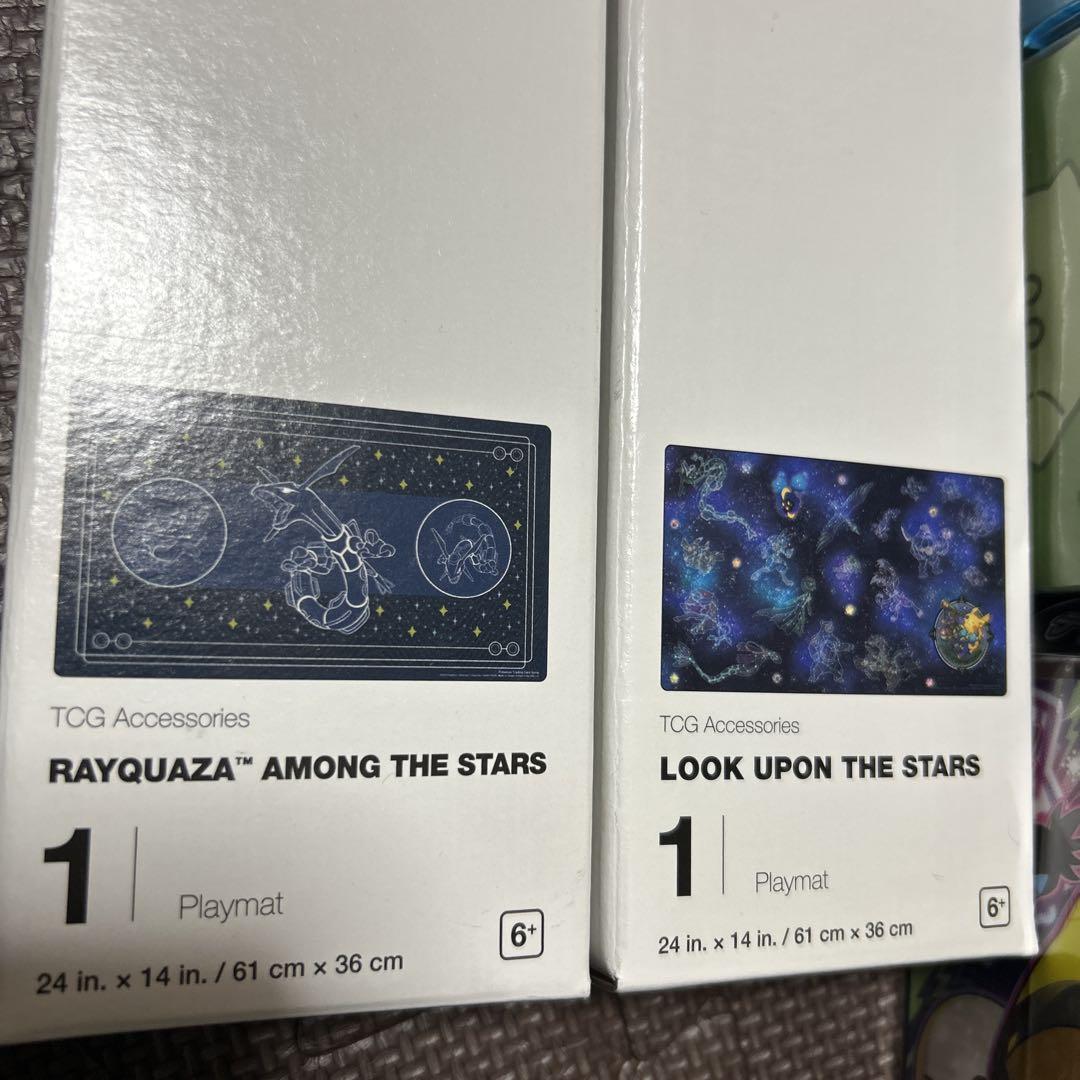 TCG Accessories
RAYQUAZA™ AMONG THE STARS
1
Playmat
6+
24 in. × 14 in. / 61 cm × 36 cm
TCG Accessories
LOOK UPON THE STARS
1
Playmat
6+
24 in. × 14 in. / 61 cm × 36 cm